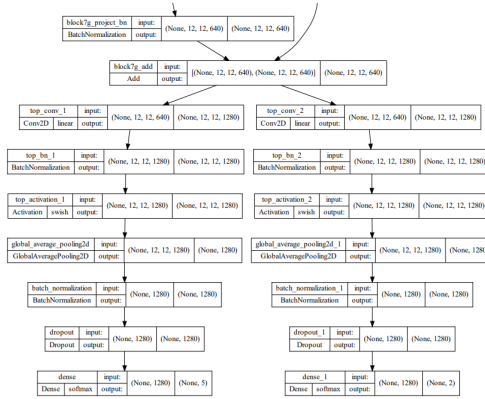 block7g_project_bn input: (None, 12, 12, 640) (None, 12, 12, 640)
BatchNormalization output:
block7g_add input: [(None, 12, 12, 640), (None, 12, 12, 640)] (None, 12, 12, 640)
Add output:
top_conv_1 input: (None, 12, 12, 640) (None, 12, 12, 1280)
Conv2D linear output:
top_conv_2 input: (None, 12, 12, 640) (None, 12, 12, 1280)
Conv2D linear output:
top_bn_1 input: (None, 12, 12, 1280) (None, 12, 12, 1280)
BatchNormalization output:
top_bn_2 input: (None, 12, 12, 1280) (None, 12, 12, 1280)
BatchNormalization output:
top_activation_1 input: (None, 12, 12, 1280) (None, 12, 12, 1280)
Activation swish output:
top_activation_2 input: (None, 12, 12, 1280) (None, 12, 12, 1280)
Activation swish output:
global_average_pooling2d input: (None, 12, 12, 1280) (None, 1280)
GlobalAveragePooling2D output:
global_average_pooling2d_1 input: (None, 12, 12, 1280) (None, 1280)
GlobalAveragePooling2D output:
batch_normalization input: (None, 1280) (None, 1280)
BatchNormalization output:
batch_normalization_1 input: (None, 1280) (None, 1280)
BatchNormalization output:
dropout input: (None, 1280) (None, 1280)
Dropout output:
dropout_1 input: (None, 1280) (None, 1280)
Dropout output:
dense input: (None, 1280) (None, 5)
Dense softmax output:
dense_1 input: (None, 1280) (None, 2)
Dense softmax output: